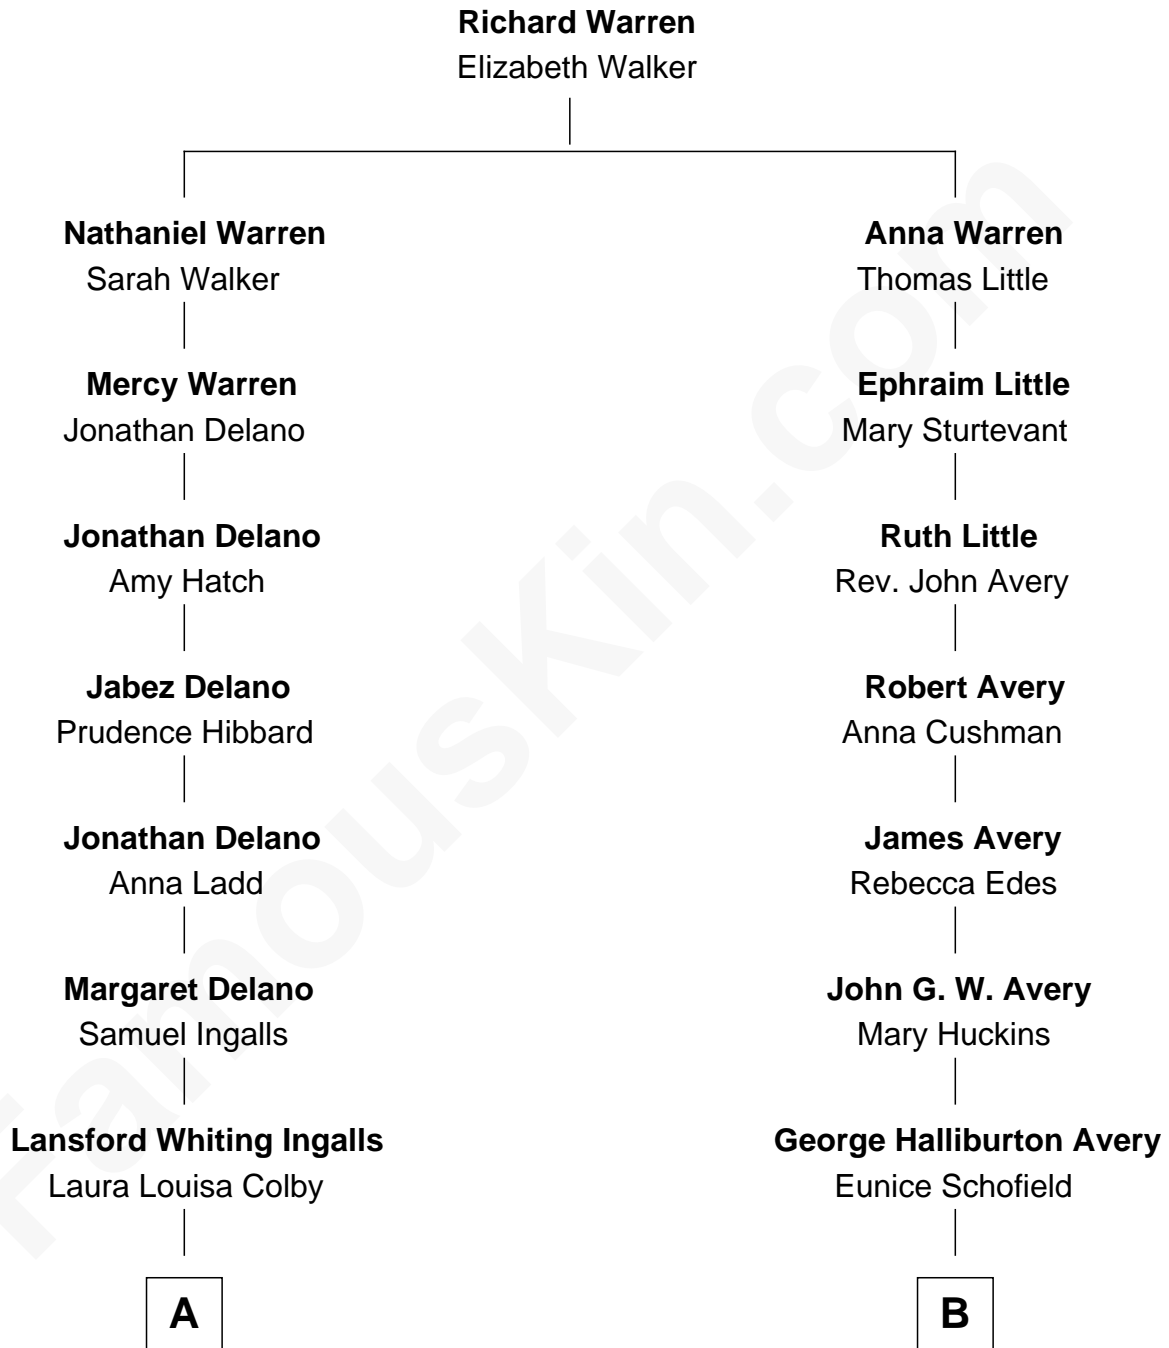 Richard Warren
Elizabeth Walker
Nathaniel Warren
Sarah Walker
Anna Warren
Thomas Little
Mercy Warren
Jonathan Delano
Ephraim Little
Mary Sturtevant
Jonathan Delano
Amy Hatch
Ruth Little
Rev. John Avery
Jabez Delano
Prudence Hibbard
Robert Avery
Anna Cushman
Jonathan Delano
Anna Ladd
James Avery
Rebecca Edes
Margaret Delano
Samuel Ingalls
John G. W. Avery
Mary Huckins
Lansford Whiting Ingalls
Laura Louisa Colby
George Halliburton Avery
Eunice Schofield
A
B
FamousKin.com